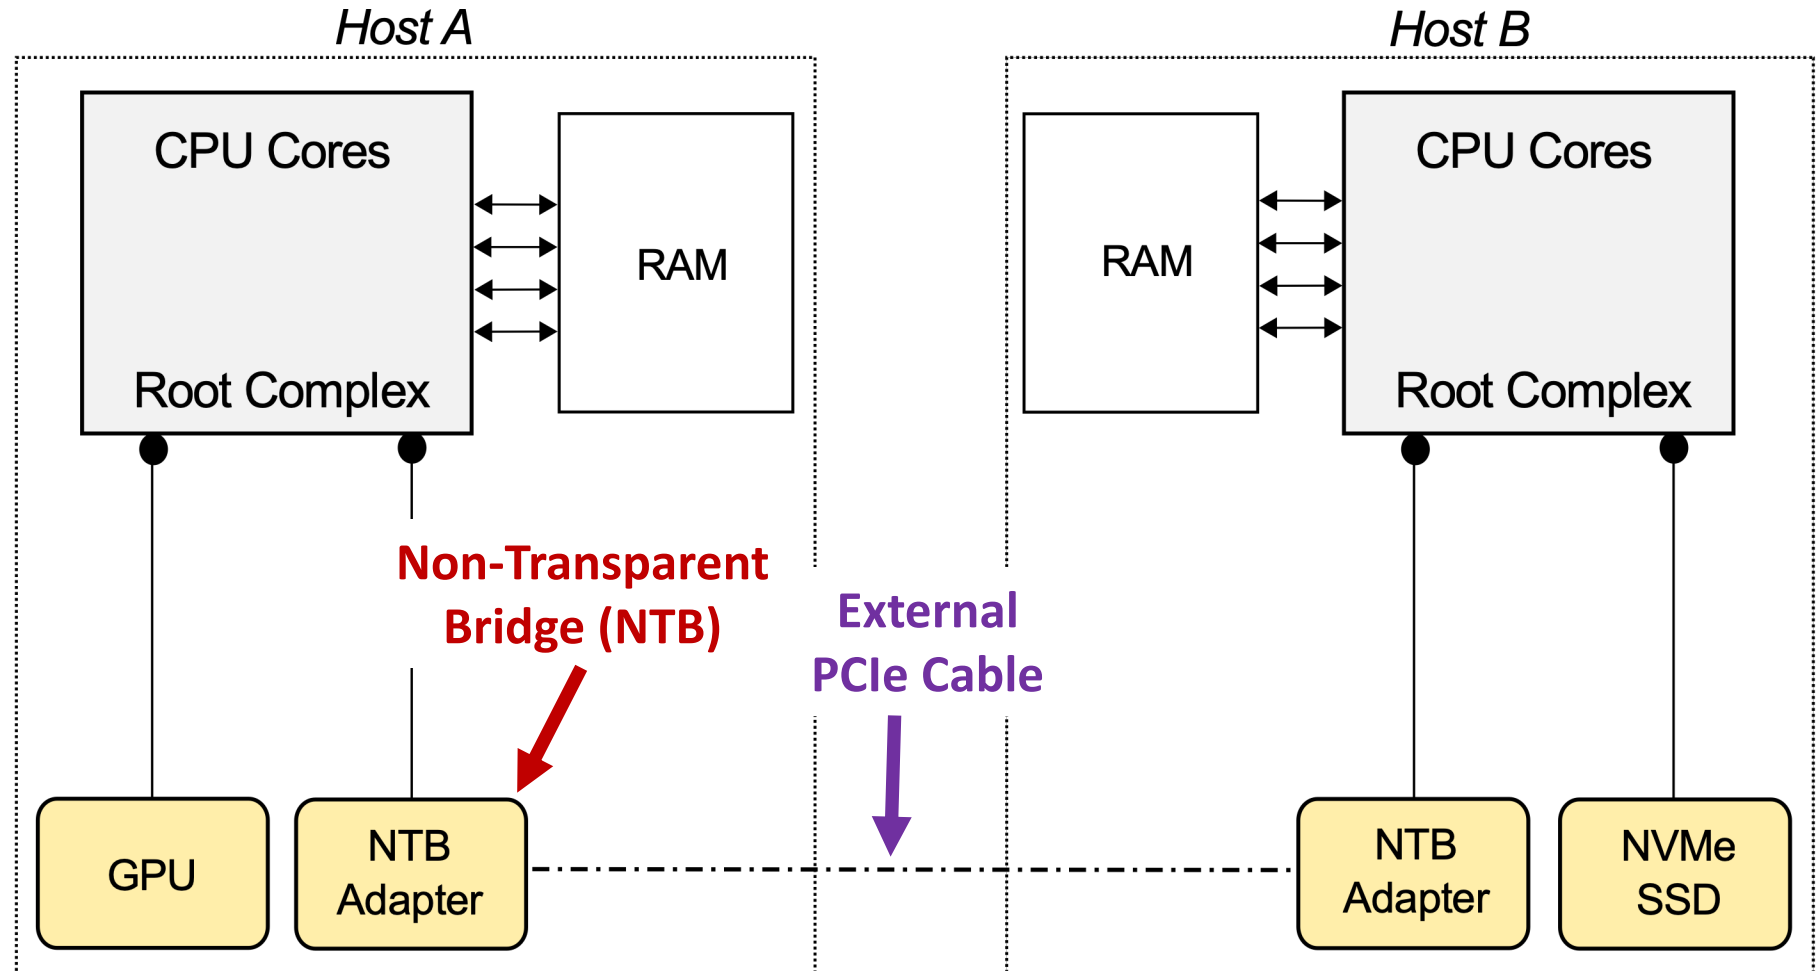 Host A
CPU Cores
RAM
Root Complex
Non-Transparent
Bridge (NTB)
GPU
NTB
Adapter
External
PCIe Cable
Host B
RAM
CPU Cores
Root Complex
NTB
Adapter
NVMe
SSD